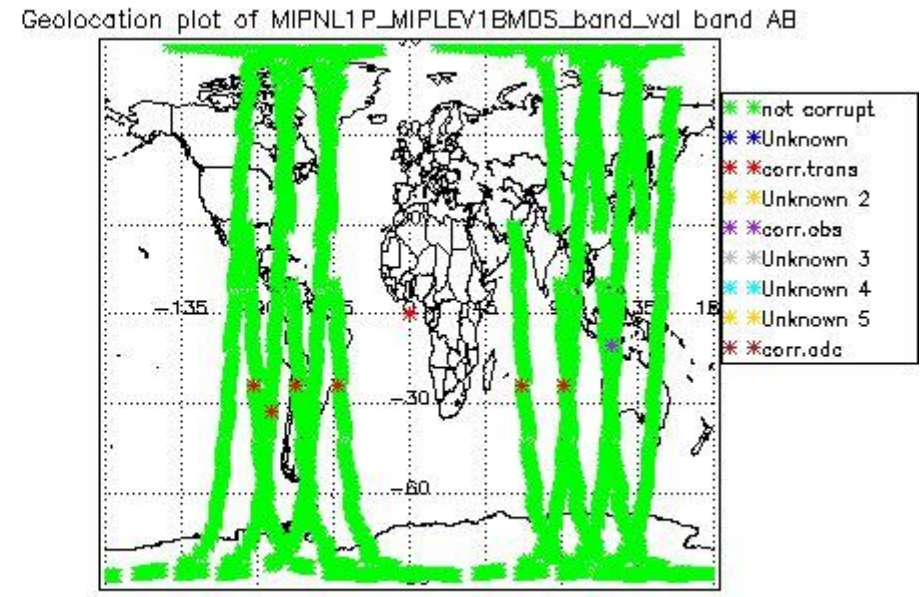 Geolocation plot of MIPNL1P_MIPLEV1BMDS_band_val band AB
not corrupt
Unknown
corr.trans
Unknown 2
corr.obs
Unknown 3
Unknown 4
Unknown 5
corr.adc
60
-135
-30
-60